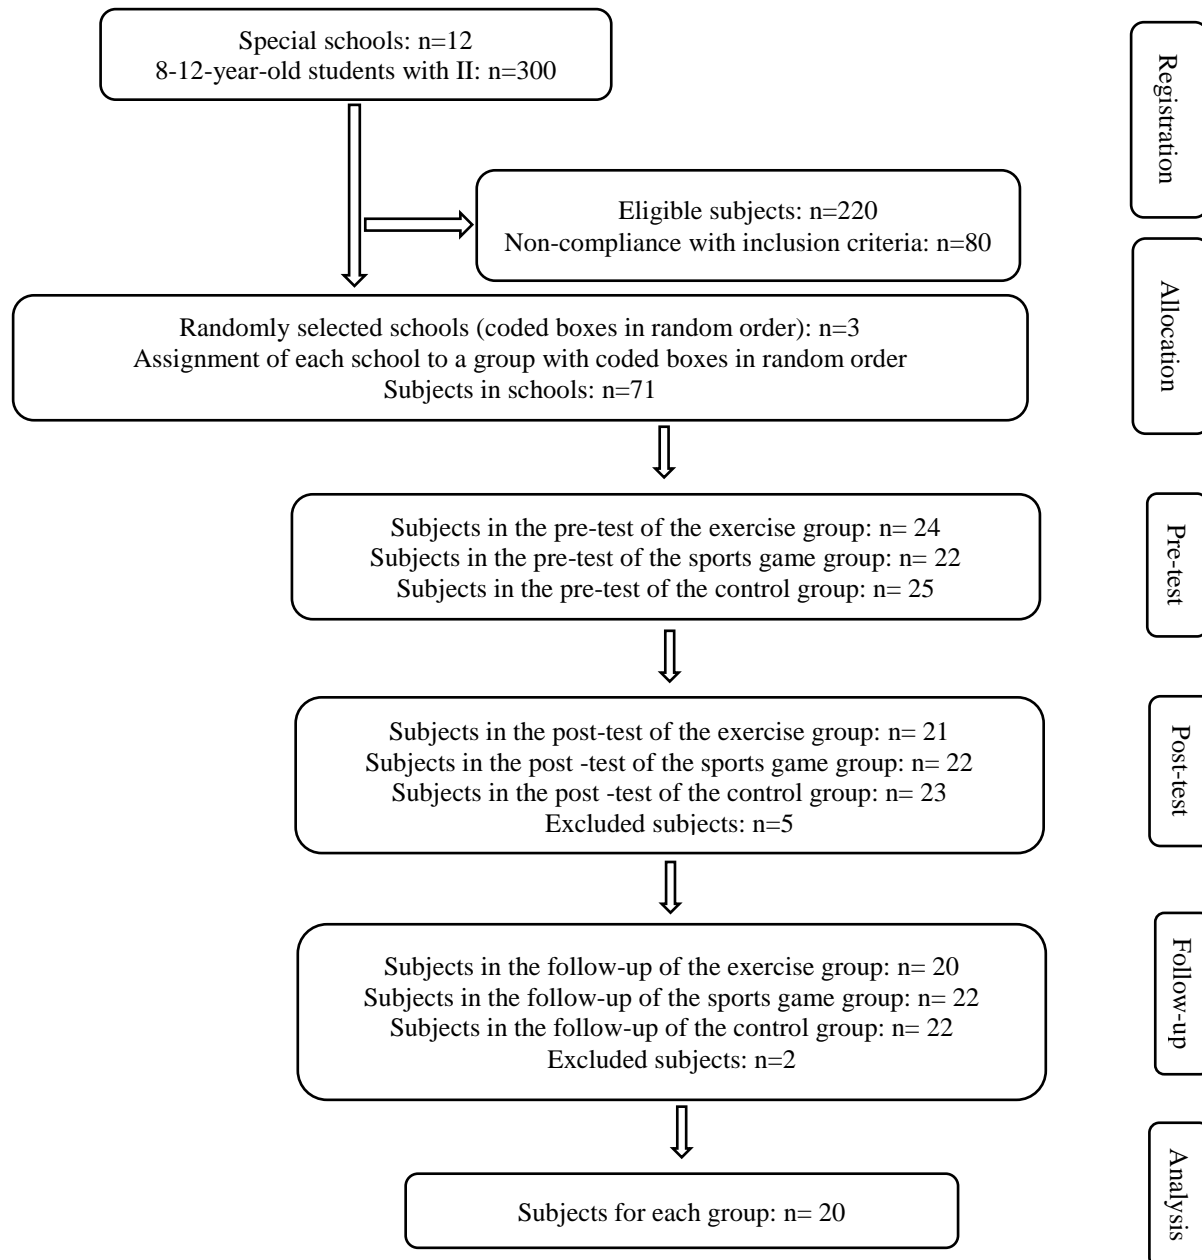 Special schools: n=12
8-12-year-old students with II: n=300
Registration
Eligible subjects: n=220
Non-compliance with inclusion criteria: n=80
Randomly selected schools (coded boxes in random order): n=3
Assignment of each school to a group with coded boxes in random order
Subjects in schools: n=71
Allocation
Subjects in the pre-test of the exercise group: n= 24
Subjects in the pre-test of the sports game group: n= 22
Subjects in the pre-test of the control group: n= 25
Pre-test
Subjects in the post-test of the exercise group: n= 21
Subjects in the post -test of the sports game group: n= 22
Subjects in the post -test of the control group: n= 23
Excluded subjects: n=5
Post-test
Subjects in the follow-up of the exercise group: n= 20
Subjects in the follow-up of the sports game group: n= 22
Subjects in the follow-up of the control group: n= 22
Excluded subjects: n=2
Follow-up
Subjects for each group: n= 20
Analysis